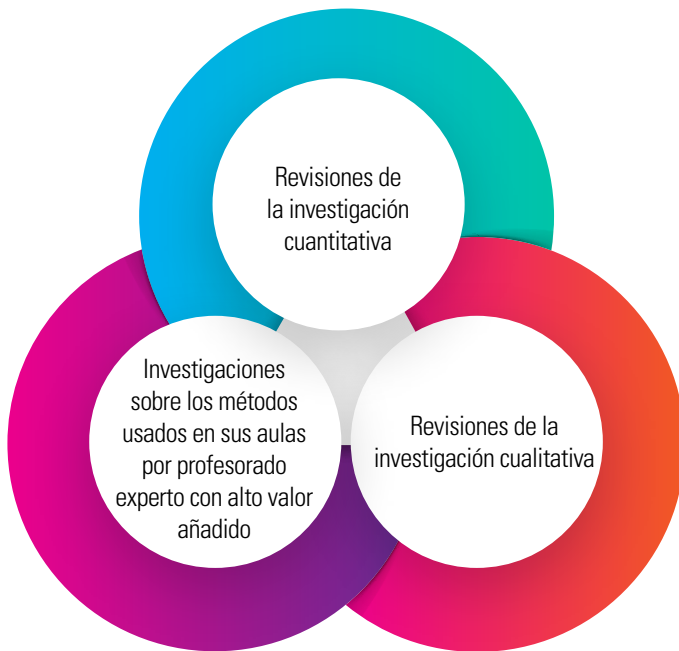 Revisiones de
la investigación
cuantitativa
Investigaciones
sobre los métodos
usados en sus aulas
por profesorado
experto con alto valor
añadido
Revisiones de la
investigación cualitativa